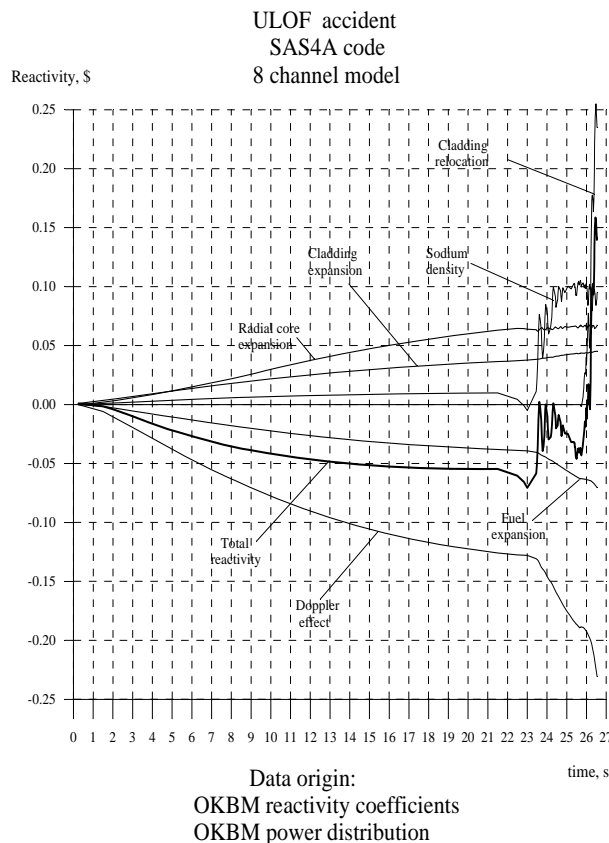 ULOF accident
SAS4A code
8 channel model
Reactivity, $
0.25
0.20
0.15
0.10
0.05
0.00
-0.05
-0.10
-0.15
-0.20
-0.25
Cladding
relocation
Cladding
expansion
Sodium
density
Radial core
expansion
Fuel
expansion
Total
reactivity
Doppler
effect
0 1 2 3 4 5 6 7 8 9 10 11 12 13 14 15 16 17 18 19 20 21 22 23 24 25 26 27
time, s
Data origin:
OKBM reactivity coefficients
OKBM power distribution